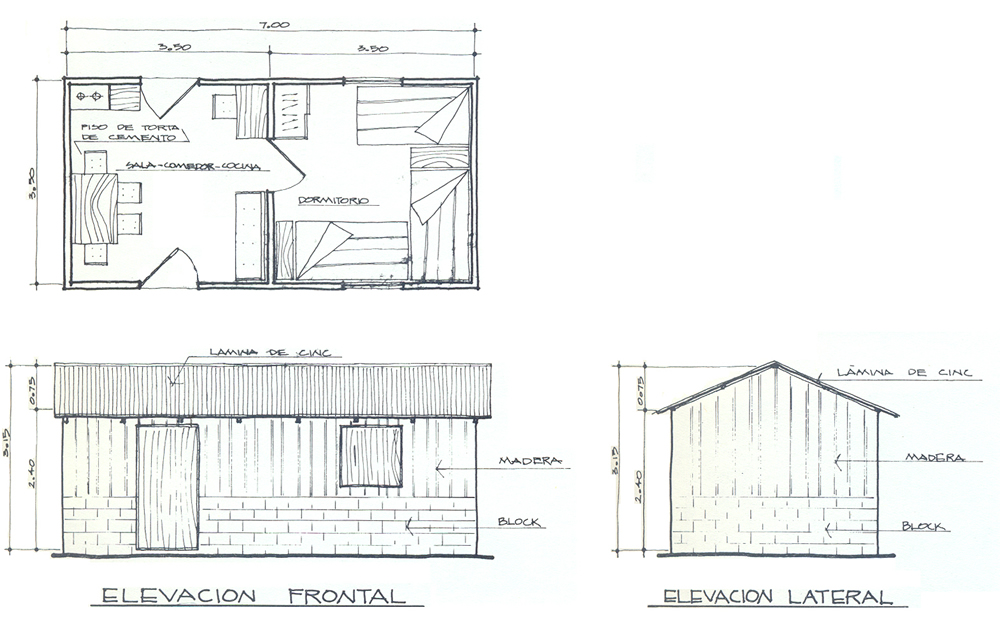 7.00
3.50
3.50
3.50
PISO DE TORTA
DE CEMENTO
SALA-COMEDOR-COCINA
DORMITORIO
LAMINA DE CINC
0.75
3.15
2.40
MADERA
BLOCK
ELEVACION FRONTAL
LÁMINA DE CINC
0.75
3.15
2.40
MADERA
BLOCK
ELEVACION LATERAL